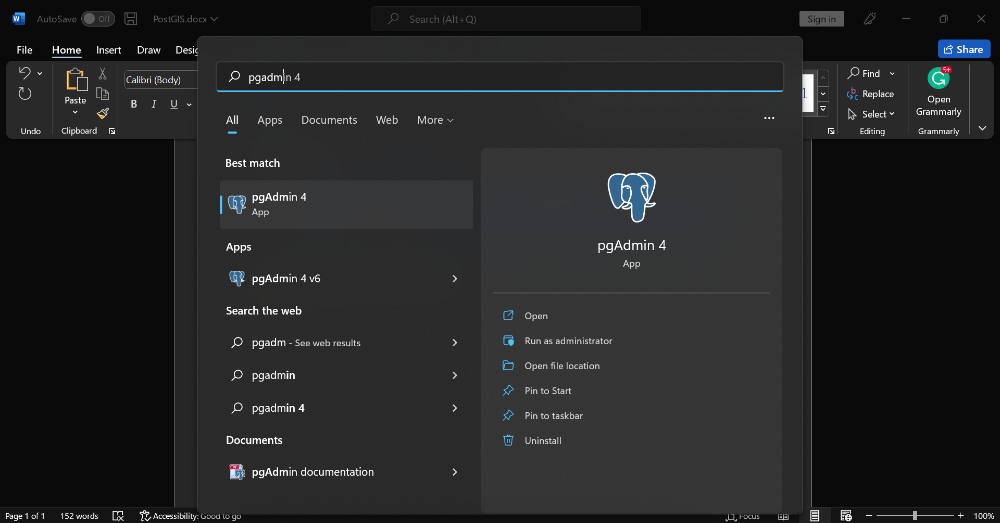 AutoSave Off PostGIS.docx Search (Alt+Q) Sign in
File Home Insert Draw Share
Undo
Paste
Clipboard
Calibri (Body)
B I U
Find
Replace
Select
Editing
5+
Open
Grammarly
Grammarly
pgadmin 4
All Apps Documents Web More
Best match
pgAdmin 4
App
Apps
pgAdmin 4 v6
Search the web
pgadm - See web results
pgadmin
pgadmin 4
Documents
pgAdmin documentation
pgAdmin 4
App
Open
Run as administrator
Open file location
Pin to Start
Pin to taskbar
Uninstall
Page 1 of 1 152 words Accessibility: Good to go Focus 100%